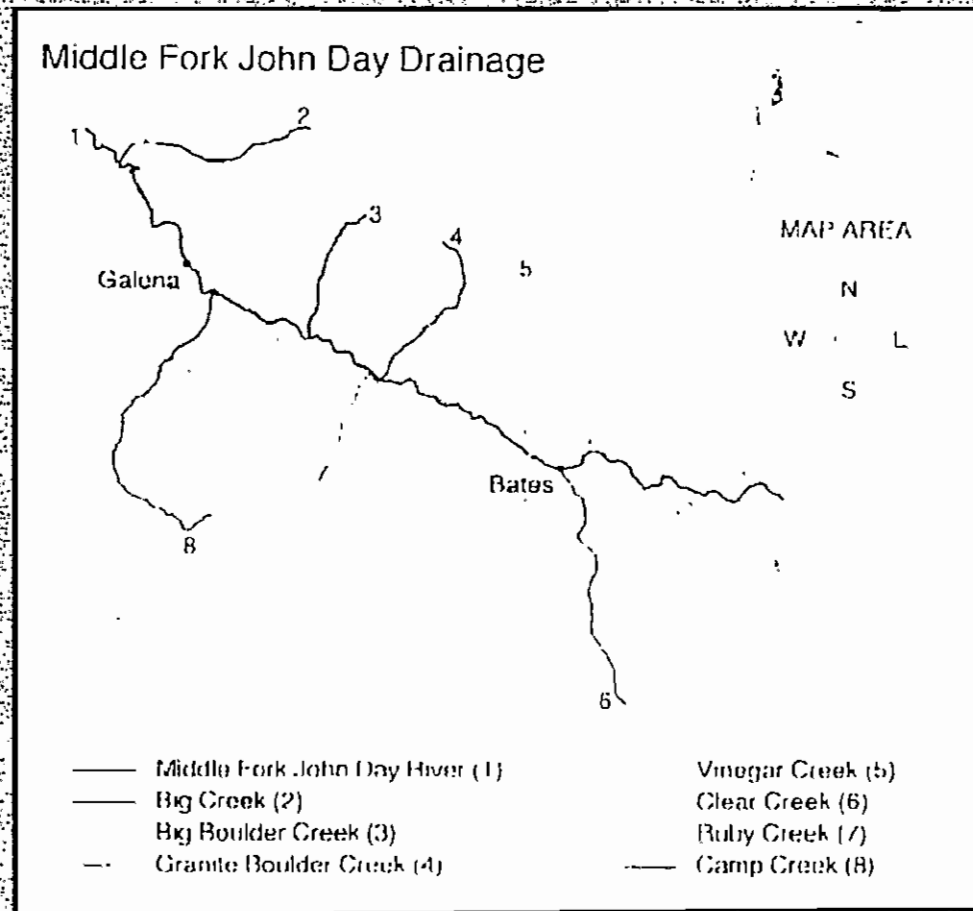 Middle Fork John Day Drainage
1
2
3
4
5
MAP AREA
N
W L
S
Galena
Bates
8
6
Middle Fork John Day River (1)
Big Creek (2)
Big Boulder Creek (3)
Granite Boulder Creek (4)
Vinegar Creek (5)
Clear Creek (6)
Ruby Creek (7)
Camp Creek (8)